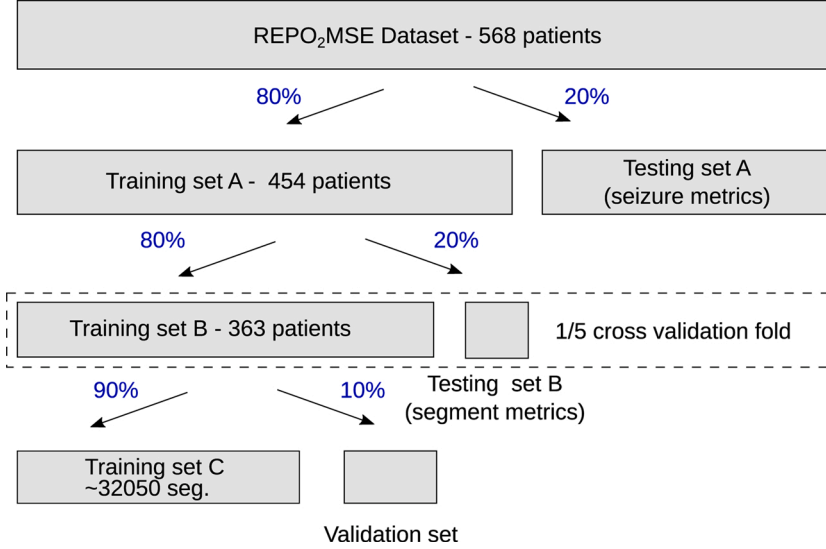 REPO₂MSE Dataset - 568 patients
80%
20%
Training set A - 454 patients
Testing set A
(seizure metrics)
80%
20%
Training set B - 363 patients
1/5 cross validation fold
90%
10%
Testing set B
(segment metrics)
Training set C
~32050 seg.
Validation set